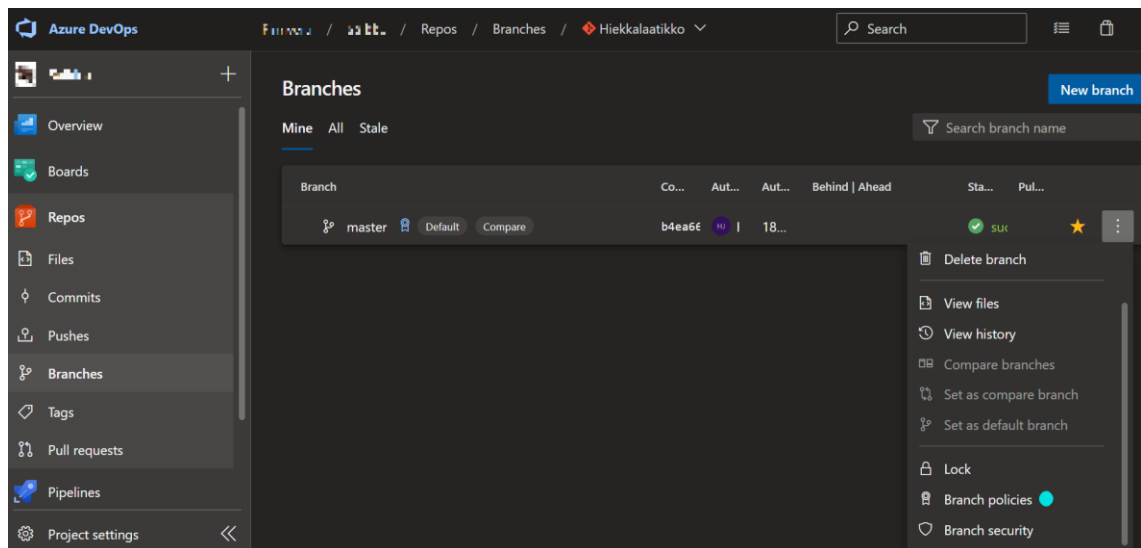 Azure DevOps
/ / Repos / Branches / Hiekkalaatikko
Search
Overview
Boards
Repos
Files
Commits
Pushes
Branches
Tags
Pull requests
Pipelines
Project settings
Branches
New branch
Mine All Stale
Search branch name
Branch Co... Aut... Aut... Behind | Ahead Sta... Pul...
master Default Compare b4ea66 HJ 18... suc
Delete branch
View files
View history
Compare branches
Set as compare branch
Set as default branch
Lock
Branch policies
Branch security